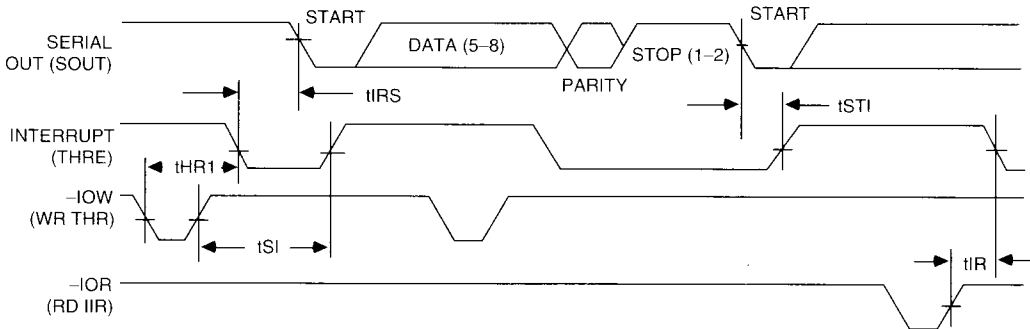 START
START
SERIAL
OUT (SOUT)
DATA (5–8)
STOP (1–2)
PARITY
tIRS
tSTI
INTERRUPT
(THRE)
tHR1
–IOW
(WR THR)
tSI
tIR
–IOR
(RD IIR)